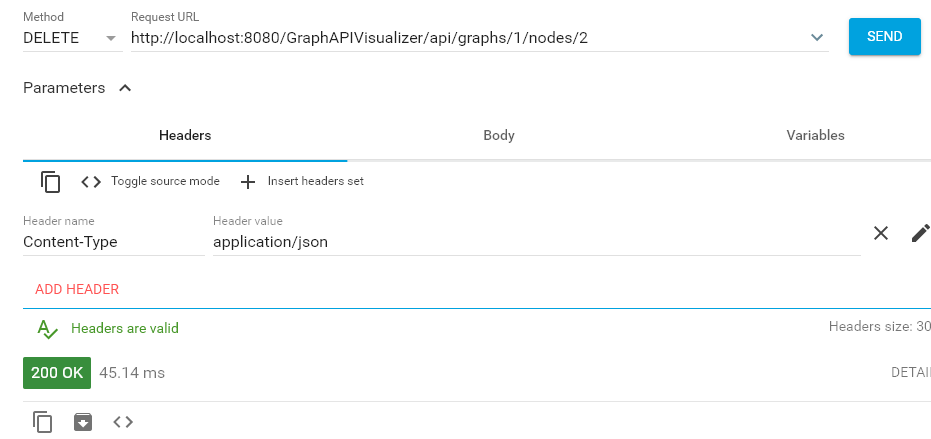 Method Request URL
DELETE http://localhost:8080/GraphAPIVisualizer/api/graphs/1/nodes/2 SEND
Parameters
Headers Body Variables
Toggle source mode Insert headers set
Header name Header value
Content-Type application/json
ADD HEADER
Headers are valid Headers size: 30
200 OK 45.14 ms DETAI